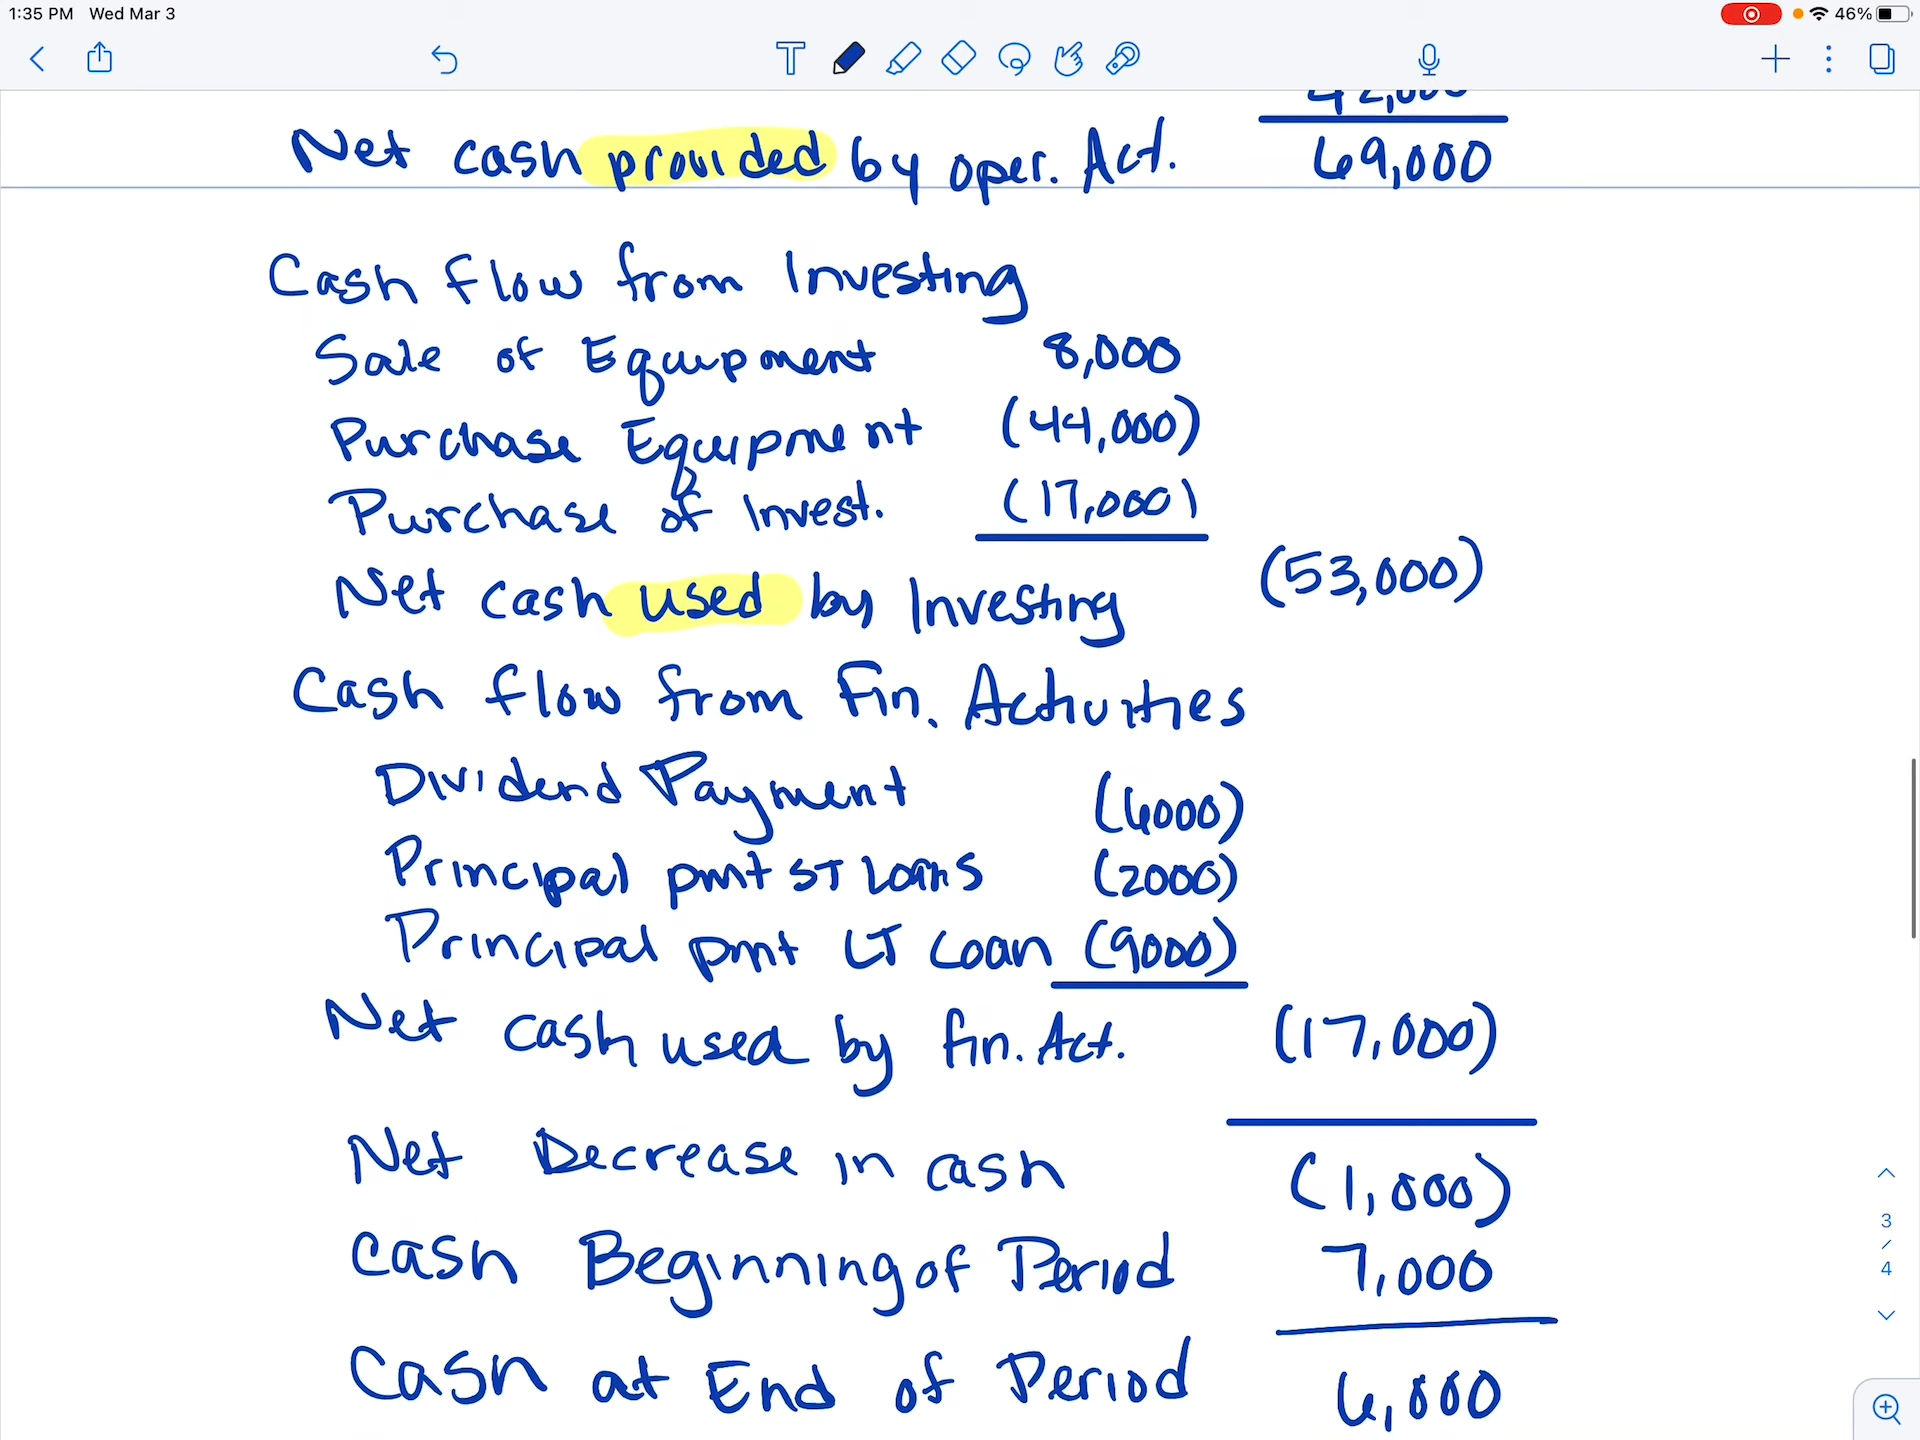 1:35 PM Wed Mar 3 46%
42,000
Net cash provided by oper. Act. 69,000
Cash flow from Investing
Sale of Equipment 8,000
Purchase Equipment (44,000)
Purchase of Invest. (17,000)
Net cash used by Investing (53,000)
Cash flow from Fin. Activities
Dividend Payment (6000)
Principal pmt ST Loans (2000)
Principal pmt LT Loan (9000)
Net cash used by fin. Act. (17,000)
Net Decrease in cash (1,000)
Cash Beginning of Period 7,000
Cash at End of Period 6,000
3
/
4